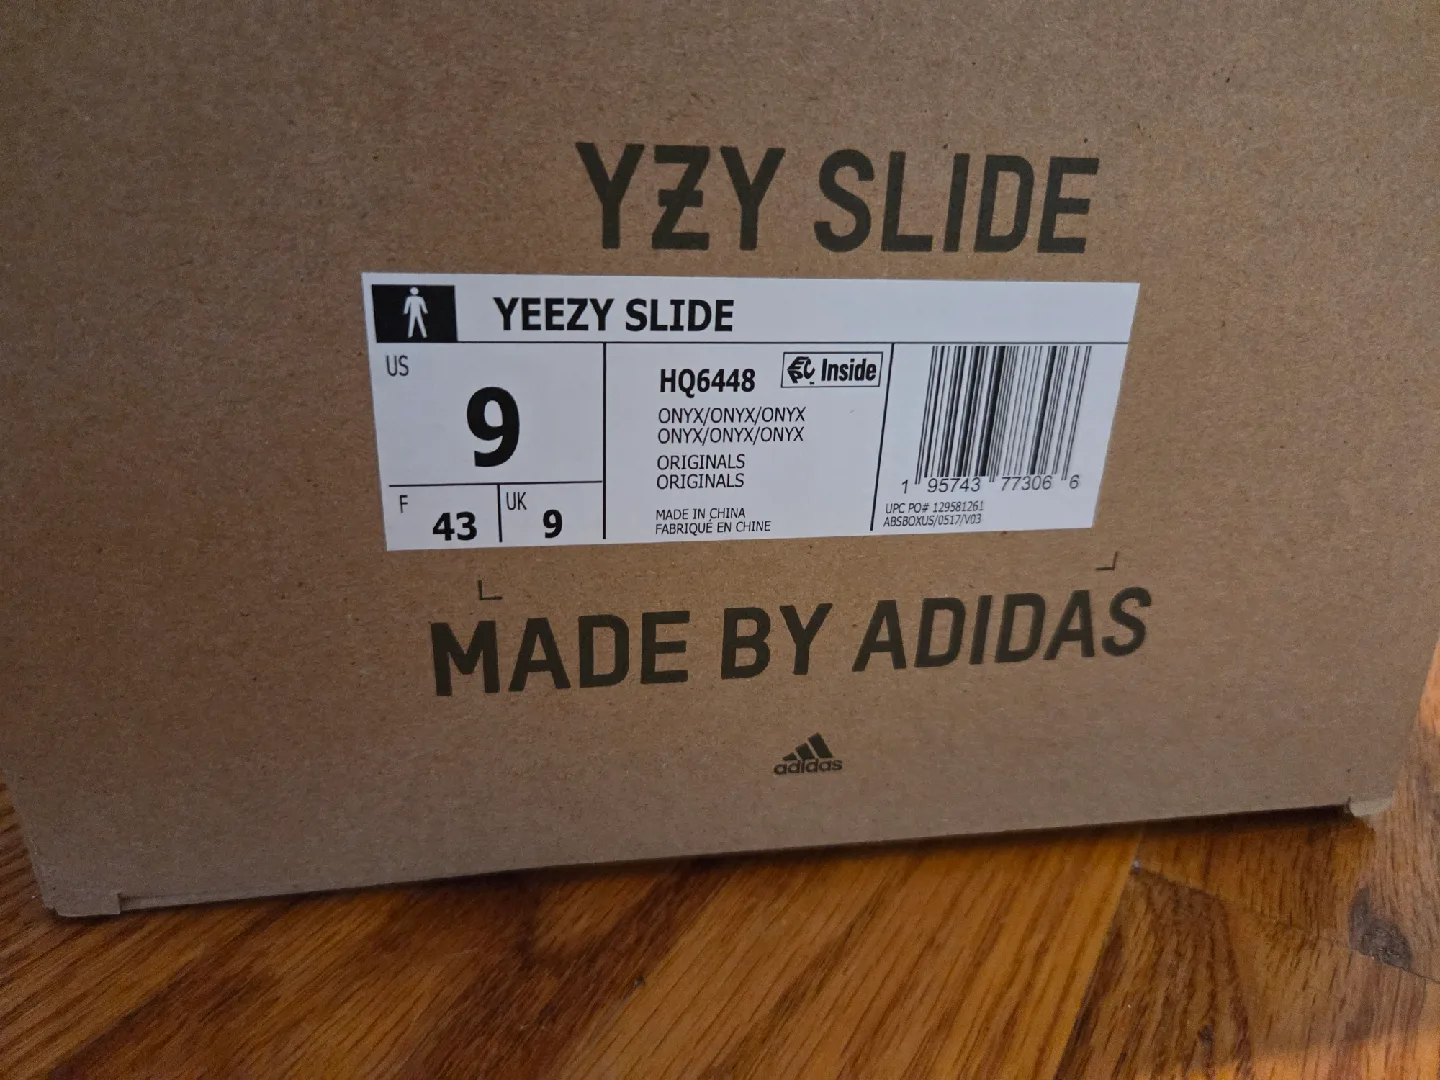 YZY SLIDE
YEEZY SLIDE
US
9
F
43
UK
9
HQ6448
EPC Inside
ONYX/ONYX/ONYX
ONYX/ONYX/ONYX
ORIGINALS
ORIGINALS
MADE IN CHINA
FABRIQUÉ EN CHINE
1 95743 77306 6
UPC PO# 129581261
ABSBOXUS/0517/V03
MADE BY ADIDAS
adidas